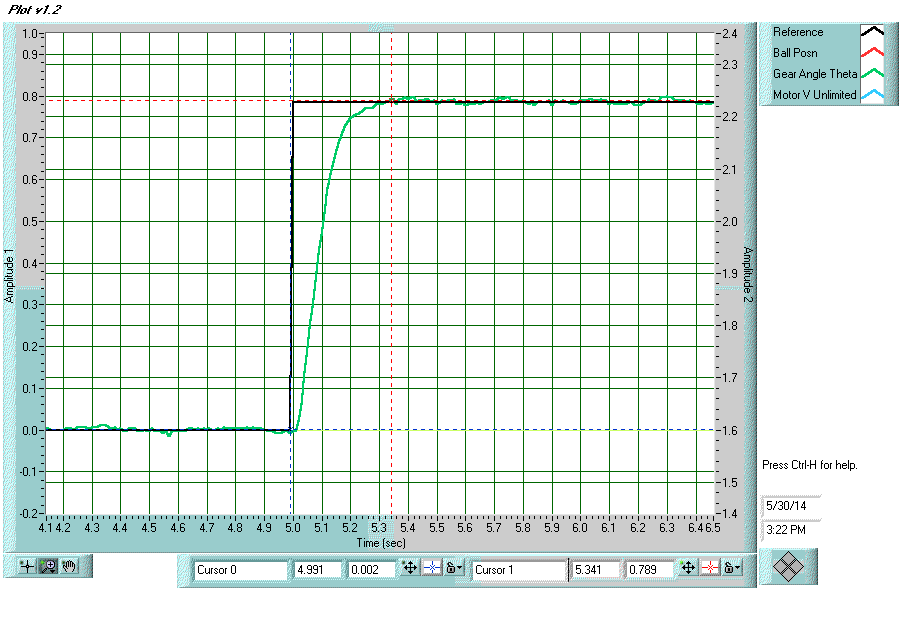 Plot v1.2
Reference
Ball Posn
Gear Angle Theta
Motor V Unlimited
Amplitude 1
1.0
0.9
0.8
0.7
0.6
0.5
0.4
0.3
0.2
0.1
0.0
-0.1
-0.2
2.4
2.3
2.2
2.1
2.0
1.9
1.8
1.7
1.6
1.5
1.4
Amplitude 2
4.1 4.2 4.3 4.4 4.5 4.6 4.7 4.8 4.9 5.0 5.1 5.2 5.3 5.4 5.5 5.6 5.7 5.8 5.9 6.0 6.1 6.2 6.3 6.4 6.5
Time (sec)
Press Ctrl-H for help.
5/30/14
3:22 PM
Cursor 0 4.991 0.002 Cursor 1 5.341 0.789